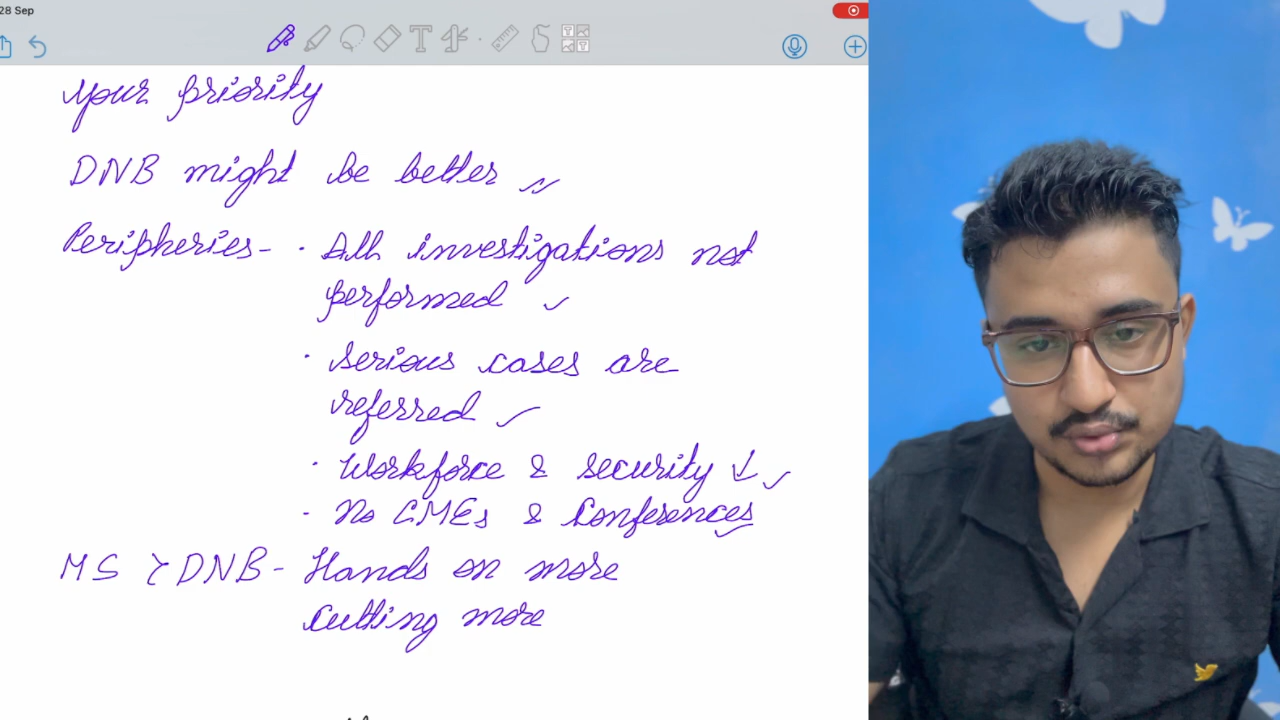 28 Sep
your priority
DNB might be better
Peripheries- · All investigations not
performed ✓
· serious cases are
referred ✓
· Workforce & security ↓ ✓
· No CMEs & Conferences
MS > DNB - Hands on more
Cutting more